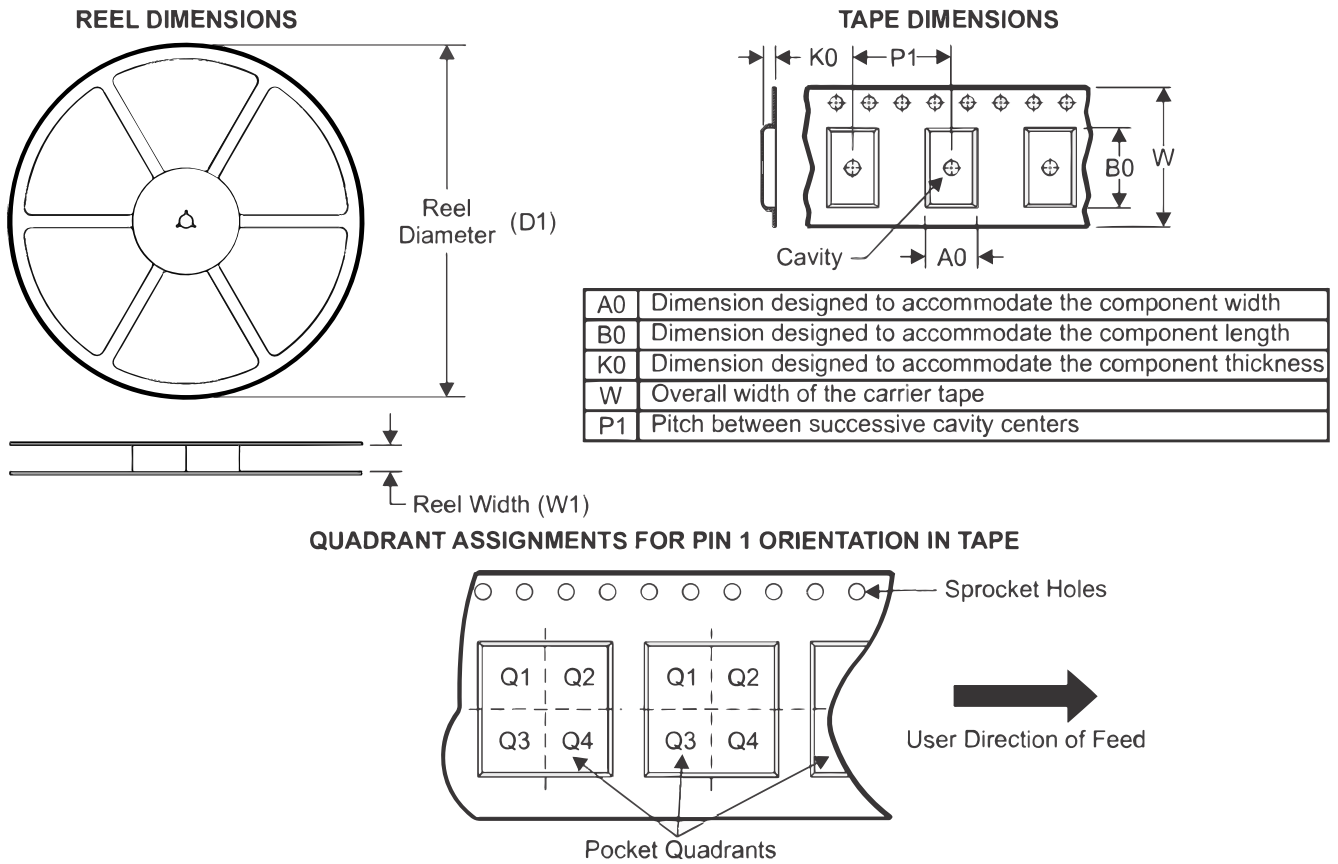 REEL DIMENSIONS
TAPE DIMENSIONS
K0
P1
Reel
Diameter
(D1)
B0
W
Cavity
A0
A0 Dimension designed to accommodate the component width
B0 Dimension designed to accommodate the component length
K0 Dimension designed to accommodate the component thickness
W Overall width of the carrier tape
P1 Pitch between successive cavity centers
Reel Width (W1)
QUADRANT ASSIGNMENTS FOR PIN 1 ORIENTATION IN TAPE
Sprocket Holes
Q1 Q2 Q1 Q2
Q3 Q4 Q3 Q4
User Direction of Feed
Pocket Quadrants